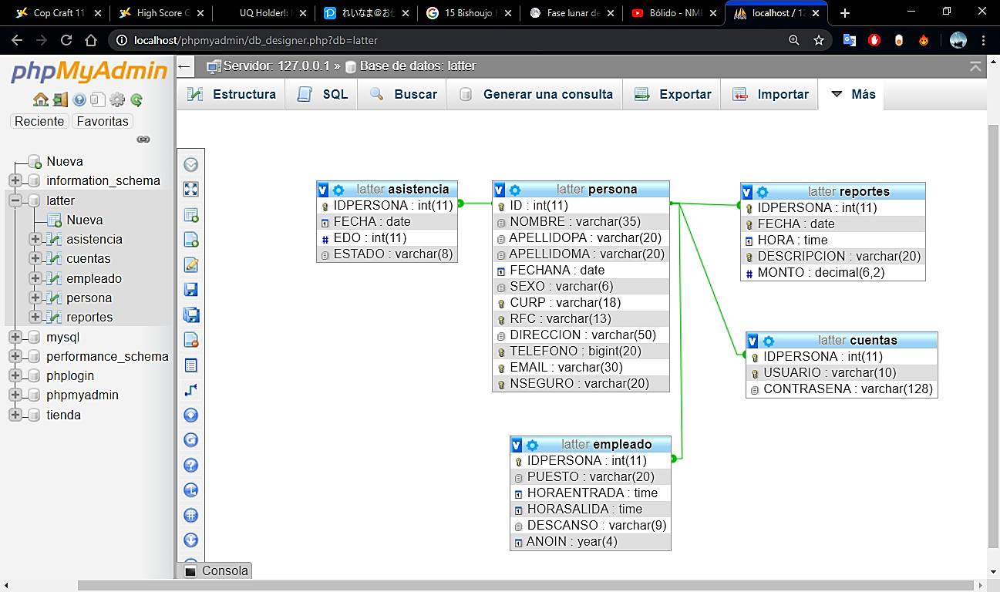 Cop Craft 11
High Score G
UQ Holder!:
れいなま@お仕
15 Bishoujo H
Fase lunar de
Bólido - NME
localhost / 12
localhost/phpmyadmin/db_designer.php?db=latter
phpMyAdmin
Reciente
Favoritas
Nueva
information_schema
latter
Nueva
asistencia
cuentas
empleado
persona
reportes
mysql
performance_schema
phplogin
phpmyadmin
tienda
Servidor: 127.0.0.1 » Base de datos: latter
Estructura
SQL
Buscar
Generar una consulta
Exportar
Importar
Más
latter asistencia
IDPERSONA : int(11)
FECHA : date
EDO : int(11)
ESTADO : varchar(8)
latter persona
ID : int(11)
NOMBRE : varchar(35)
APELLIDOPA : varchar(20)
APELLIDOMA : varchar(20)
FECHANA : date
SEXO : varchar(6)
CURP : varchar(18)
RFC : varchar(13)
DIRECCION : varchar(50)
TELEFONO : bigint(20)
EMAIL : varchar(30)
NSEGURO : varchar(20)
latter reportes
IDPERSONA : int(11)
FECHA : date
HORA : time
DESCRIPCION : varchar(20)
MONTO : decimal(6,2)
latter cuentas
IDPERSONA : int(11)
USUARIO : varchar(10)
CONTRASENA : varchar(128)
latter empleado
IDPERSONA : int(11)
PUESTO : varchar(20)
HORAENTRADA : time
HORASALIDA : time
DESCANSO : varchar(9)
ANOIN : year(4)
Consola